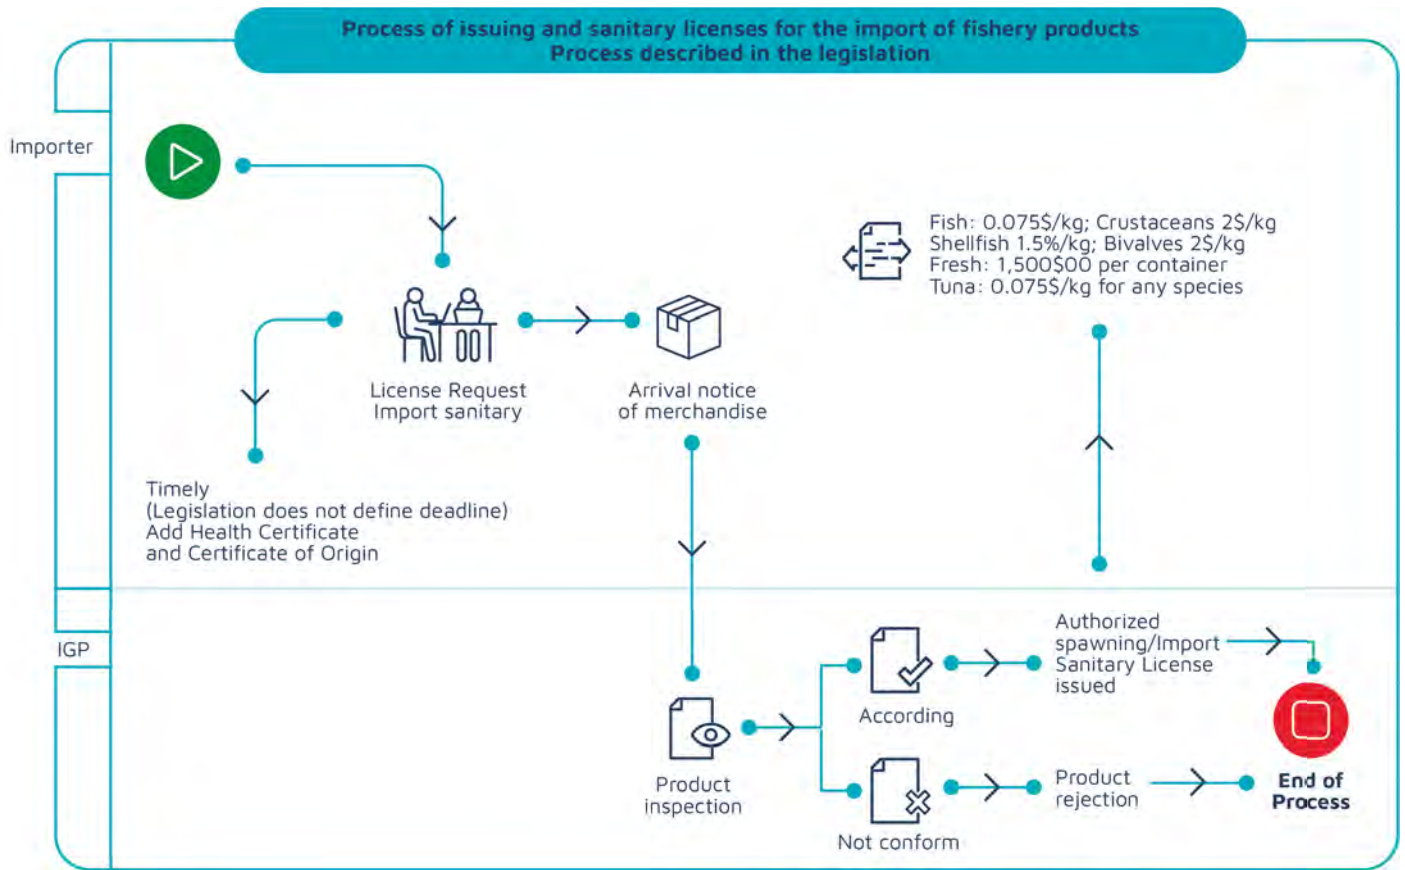 Process of issuing and sanitary licenses for the import of fishery products
Process described in the legislation
Importer
Fish: 0.075$/kg; Crustaceans 2$/kg
Shellfish 1.5%/kg; Bivalves 2$/kg
Fresh: 1,500$00 per container
Tuna: 0.075$/kg for any species
License Request
Import sanitary
Arrival notice
of merchandise
Timely
(Legislation does not define deadline)
Add Health Certificate
and Certificate of Origin
IGP
Authorized
spawning/Import
Sanitary License
issued
According
Product
inspection
Product
rejection
Not conform
End of
Process